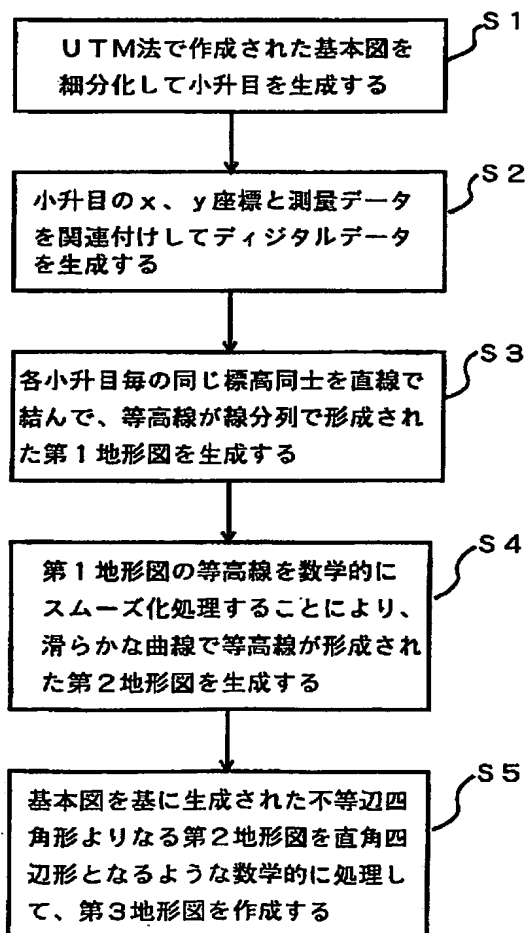 S1
UTM法で作成された基本図を
細分化して小升目を生成する
S2
小升目のx、y座標と測量データ
を関連付けしてディジタルデータ
を生成する
S3
各小升目毎の同じ標高同士を直線で
結んで、等高線が線分列で形成され
た第1地形図を生成する
S4
第1地形図の等高線を数学的に
スムーズ化処理することにより、
滑らかな曲線で等高線が形成され
た第2地形図を生成する
S5
基本図を基に生成された不等辺四
角形よりなる第2地形図を直角四
辺形となるような数学的に処理し
て、第3地形図を作成する